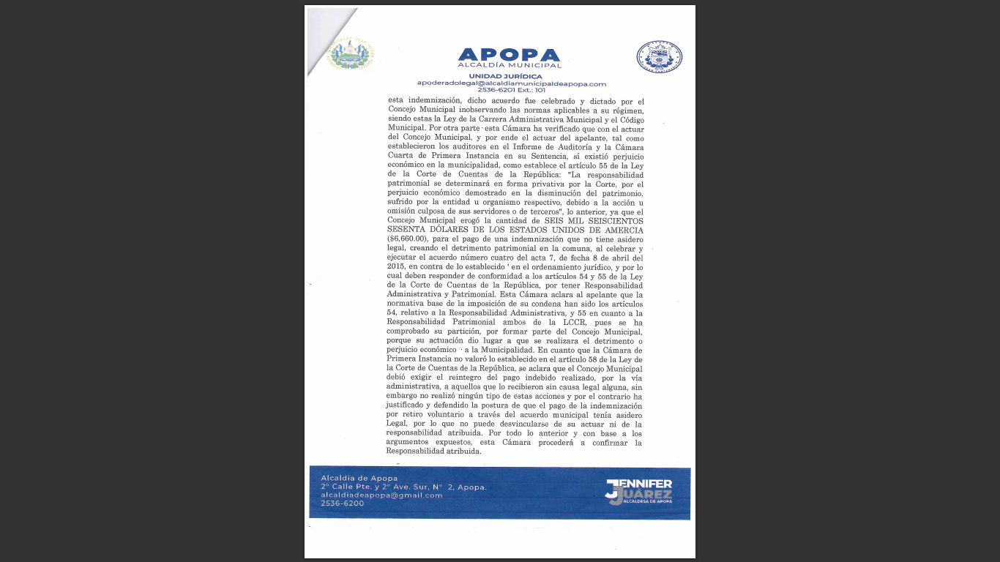 APOPA
ALCALDÍA MUNICIPAL
UNIDAD JURÍDICA
apoderadolegal@alcaldiamunicipaldeapopa.com
2536-6201 Ext.: 101
esta indemnización, dicho acuerdo fue celebrado y dictado por el
Concejo Municipal inobservando las normas aplicables a su régimen,
siendo estas la Ley de la Carrera Administrativa Municipal y el Código
Municipal. Por otra parte esta Cámara ha verificado que con el actuar
del Concejo Municipal, y por ende el actuar del apelante, tal como
establecieron los auditores en el Informe de Auditoría y la Cámara
Cuarta de Primera Instancia en su Sentencia, sí existió perjuicio
económico en la municipalidad, como establece el artículo 55 de la Ley
de la Corte de Cuentas de la República: "La responsabilidad
patrimonial se determinará en forma privativa por la Corte, por el
perjuicio económico demostrado en la disminución del patrimonio,
sufrido por la entidad u organismo respectivo, debido a la acción u
omisión culposa de sus servidores o de terceros", lo anterior, ya que el
Concejo Municipal erogó la cantidad de SEIS MIL SEISCIENTOS
SESENTA DÓLARES DE LOS ESTADOS UNIDOS DE AMERCIA
($6,660.00), para el pago de una indemnización que no tiene asidero
legal, creando el detrimento patrimonial en la comuna, al celebrar y
ejecutar el acuerdo número cuatro del acta 7, de fecha 8 de abril del
2015, en contra de lo establecido ' en el ordenamiento jurídico, y por lo
cual deben responder de conformidad a los artículos 54 y 55 de la Ley
de la Corte de Cuentas de la República, por tener Responsabilidad
Administrativa y Patrimonial. Esta Cámara aclara al apelante que la
normativa base de la imposición de su condena han sido los artículos
54, relativo a la Responsabilidad Administrativa, y 55 en cuanto a la
Responsabilidad Patrimonial ambos de la LCCR, pues se ha
comprobado su partición, por formar parte del Concejo Municipal,
porque su actuación dio lugar a que se realizara el detrimento o
perjuicio económico · a la Municipalidad. En cuanto que la Cámara de
Primera Instancia no valoró lo establecido en el artículo 58 de la Ley de
la Corte de Cuentas de la República, se aclara que el Concejo Municipal
debió exigir el reintegro del pago indebido realizado, por la vía
administrativa, a aquellos que lo recibieron sin causa legal alguna, sin
embargo no realizó ningún tipo de estas acciones y por el contrario ha
justificado y defendido la postura de que el pago de la indemnización
por retiro voluntario a través del acuerdo municipal tenía asidero
Legal, por lo que no puede desvincularse de su actuar ni de la
responsabilidad atribuida. Por todo lo anterior y con base a los
argumentos expuestos, esta Cámara procederá a confirmar la
Responsabilidad atribuida.
Alcaldía de Apopa
2° Calle Pte. y 2° Ave. Sur, N° 2, Apopa.
alcaldiadeapopa@gmail.com
2536-6200
JENNIFER
JUÁREZ
ALCALDESA DE APOPA